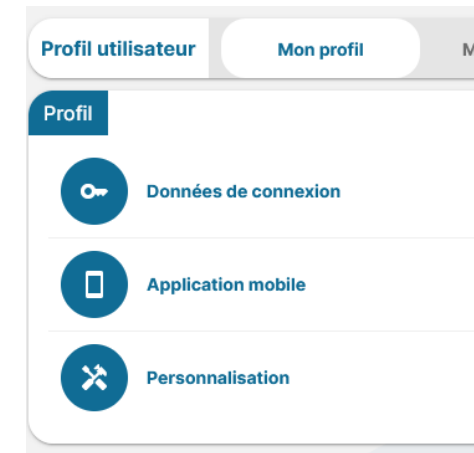 Profil utilisateur Mon profil M
Profil
Données de connexion
Application mobile
Personnalisation